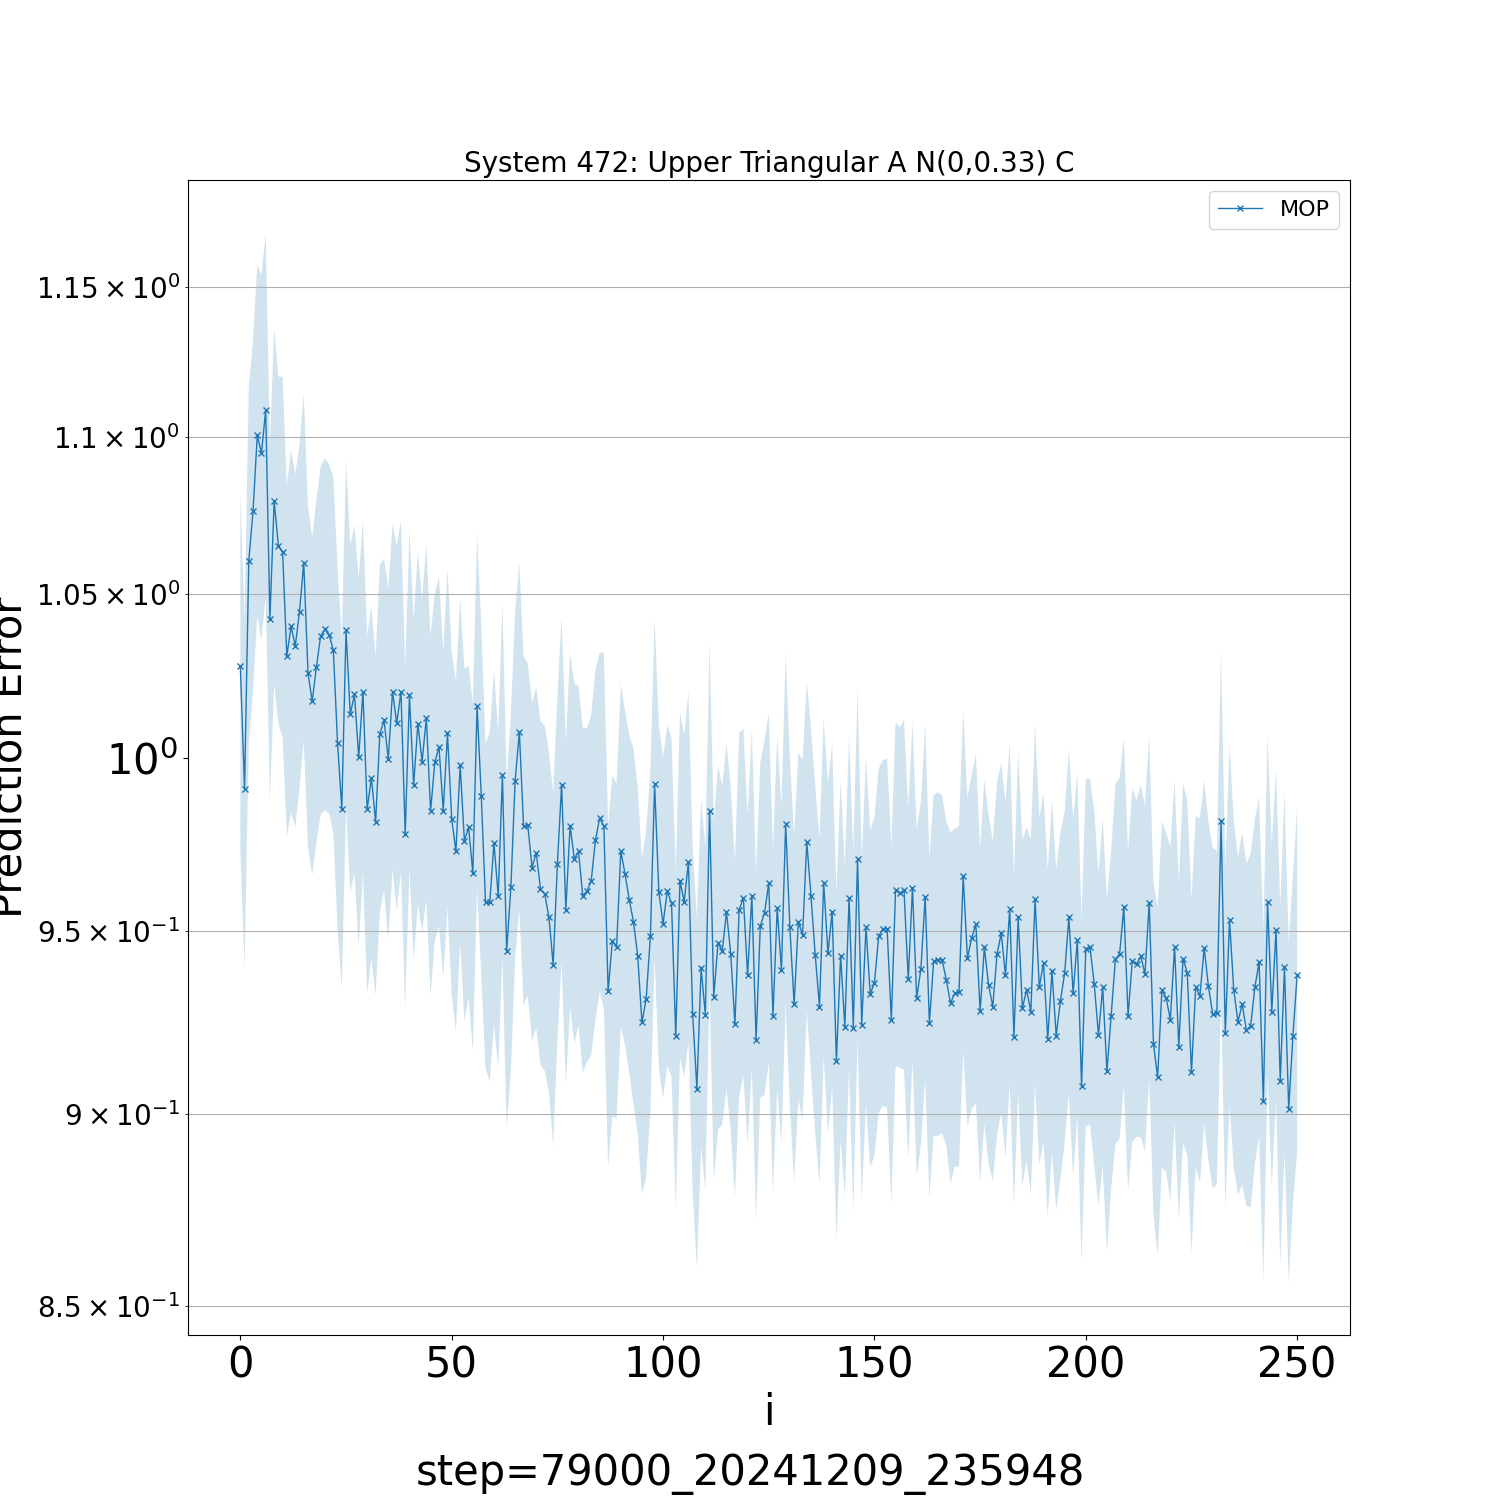 System 472: Upper Triangular A N(0,0.33) C
MOP
1.15 × 10⁰
1.1 × 10⁰
1.05 × 10⁰
10⁰
9.5 × 10⁻¹
9 × 10⁻¹
8.5 × 10⁻¹
Prediction Error
0 50 100 150 200 250
i
step=79000_20241209_235948